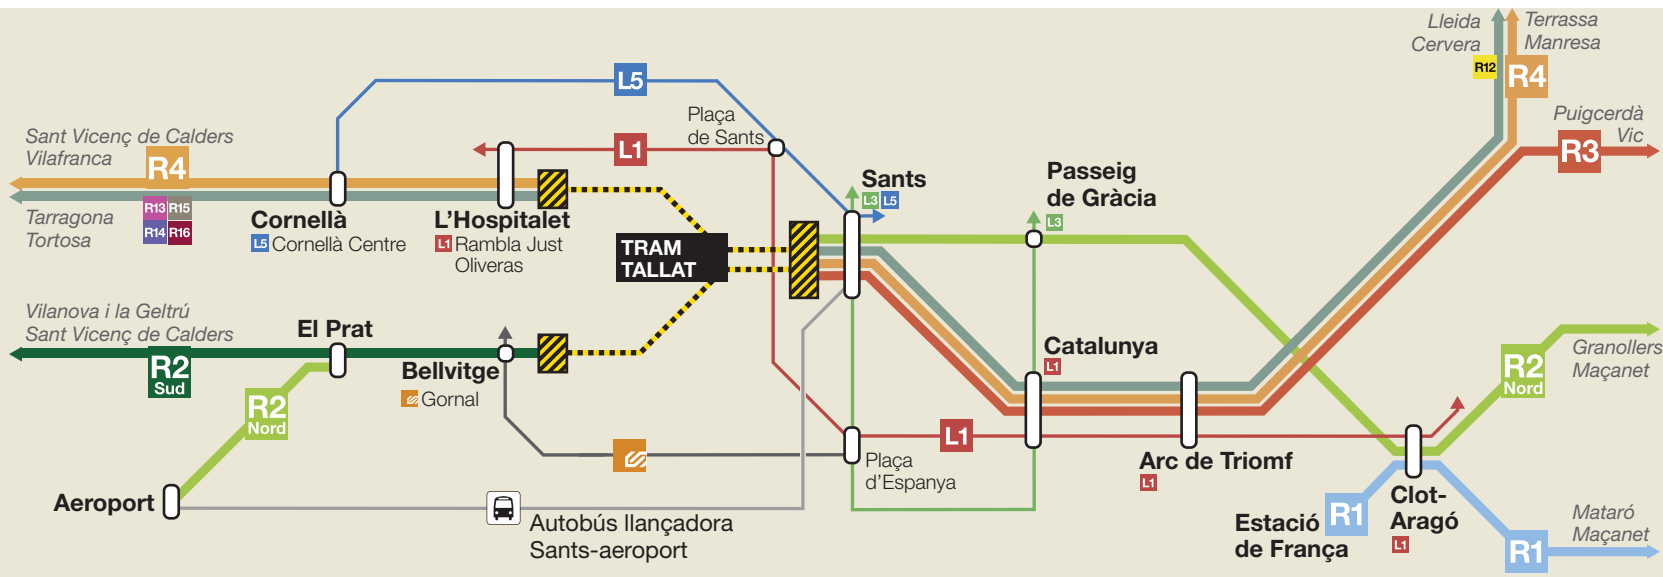 Lleida
Cervera
R12
Terrassa
Manresa
R4
Puigcerdà
Vic
R3
L5
Plaça
de Sants
L1
Sant Vicenç de Calders
Vilafranca
R4
R13 R15
R14 R16
Tarragona
Tortosa
Cornellà
L5 Cornellà Centre
L'Hospitalet
L1 Rambla Just
Oliveras
TRAM
TALLAT
Sants
L3 L5
Passeig
de Gràcia
L3
Vilanova i la Geltrú
Sant Vicenç de Calders
R2
Sud
El Prat
R2
Nord
Bellvitge
Gornal
Catalunya
L1
R2
Nord
Granollers
Maçanet
L1
Plaça
d'Espanya
Arc de Triomf
L1
Aeroport
Autobús llançadora
Sants-aeroport
Estació
de França
R1
Clot-
Aragó
L1
R1
Mataró
Maçanet